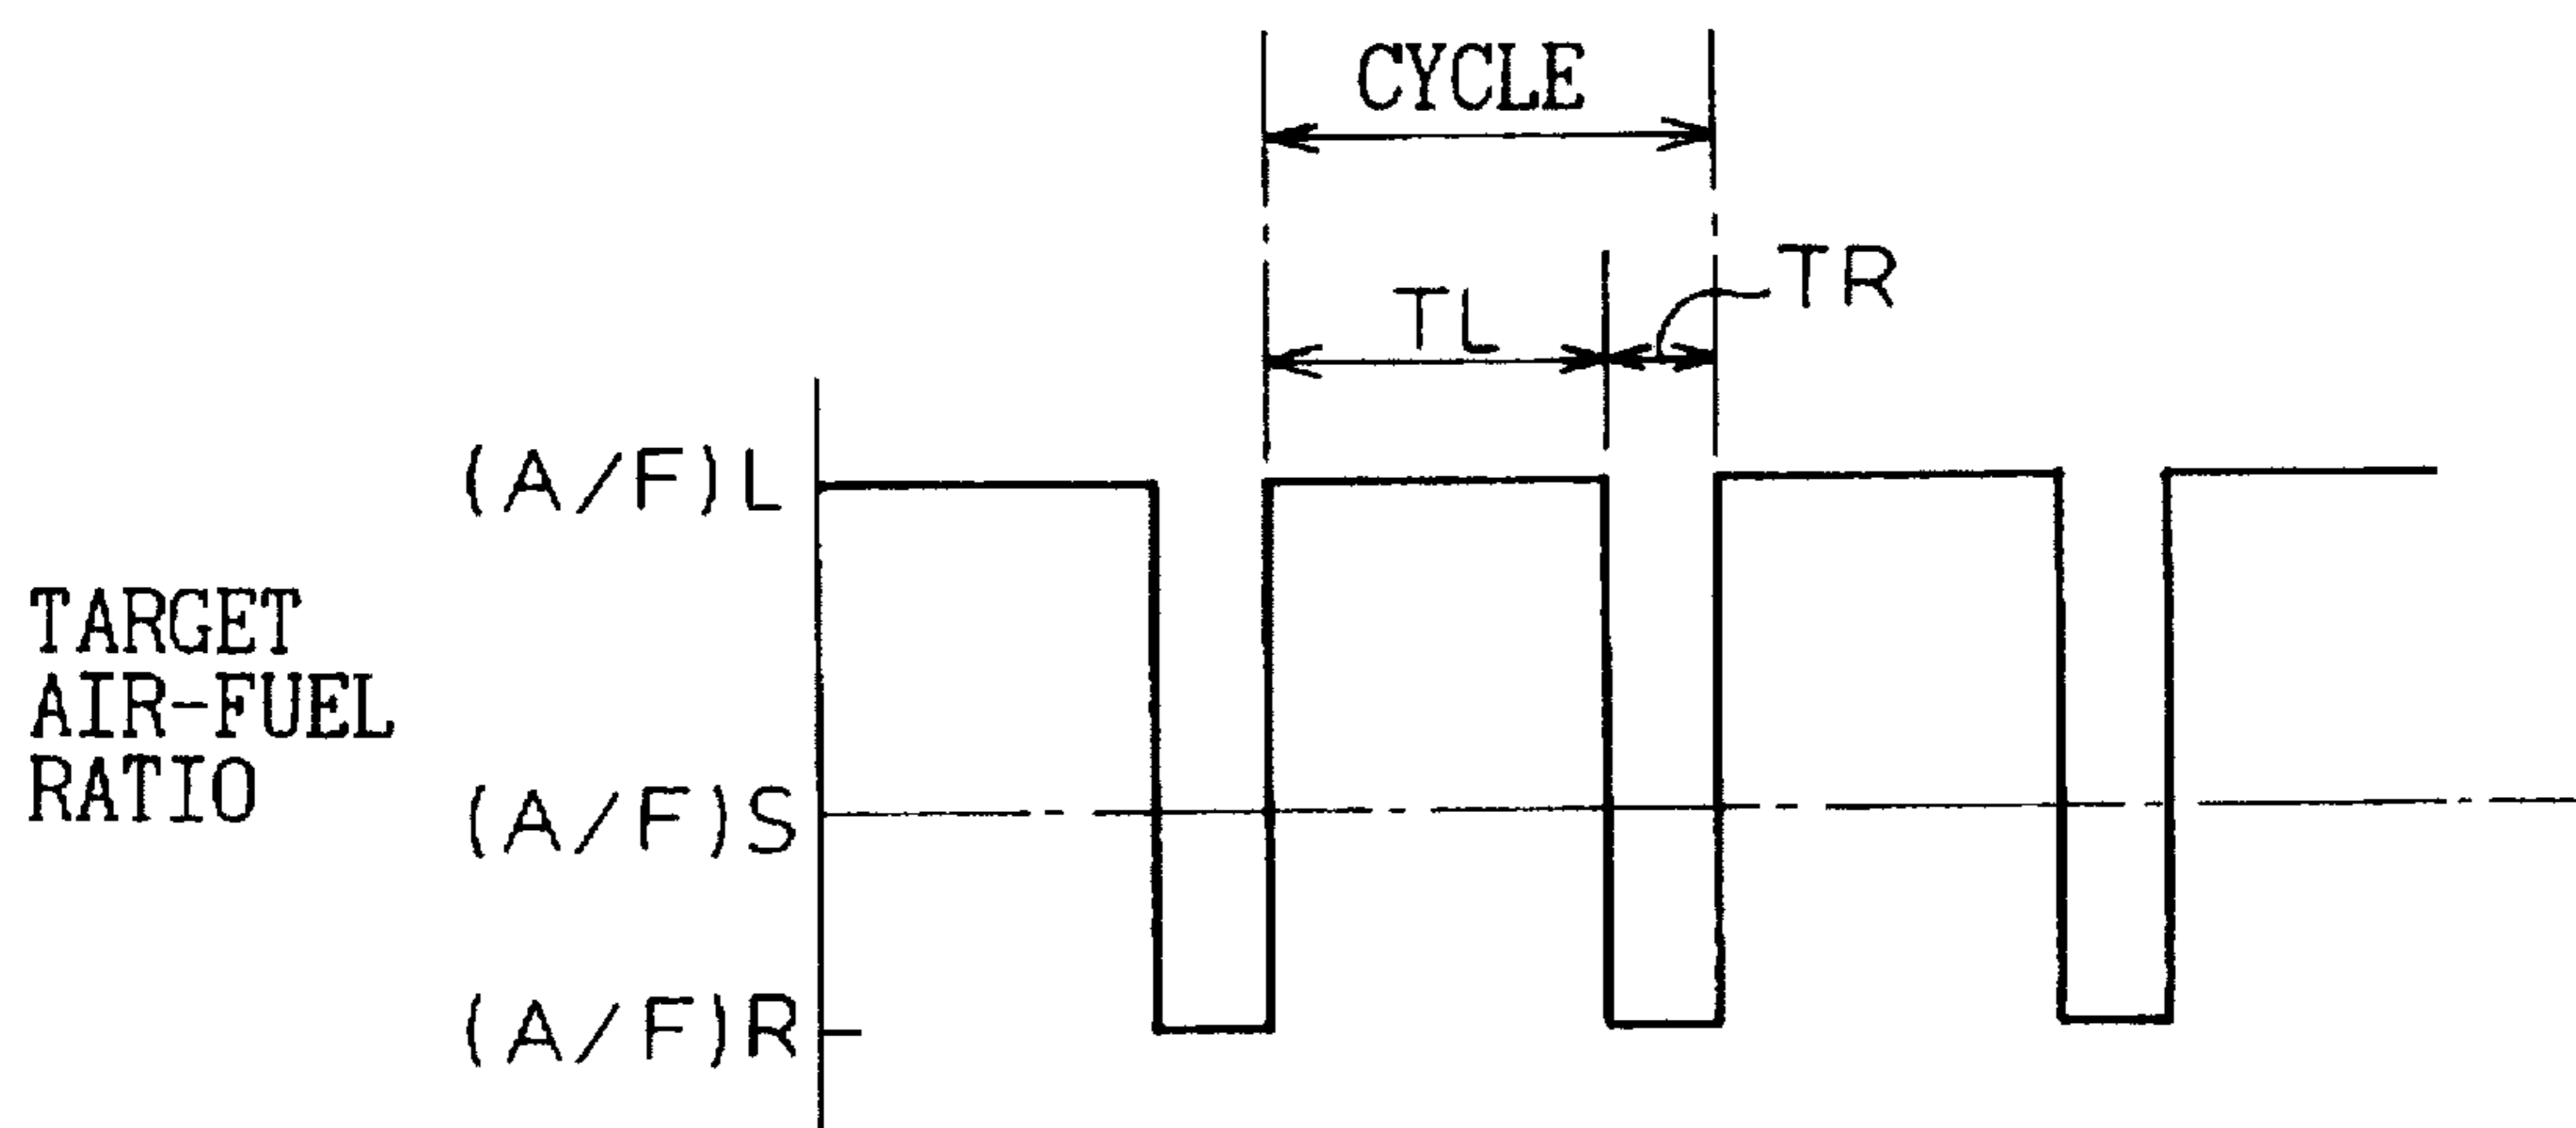 CYCLE
TR
TL
(A/F)L
TARGET
AIR-FUEL
RATIO
(A/F)S
(A/F)R